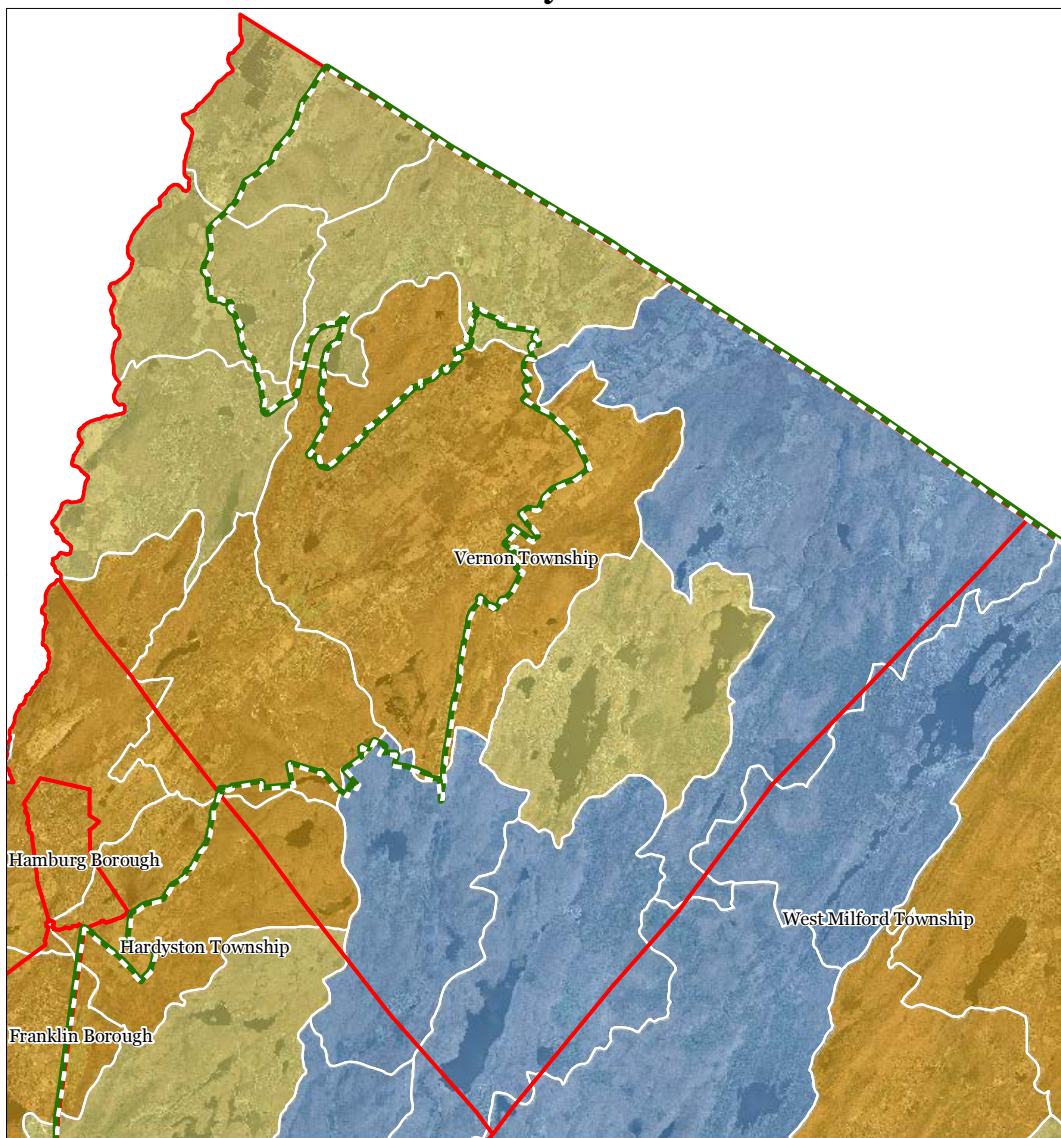 Vernon Township
Hamburg Borough
West Milford Township
Hardyston Township
Franklin Borough